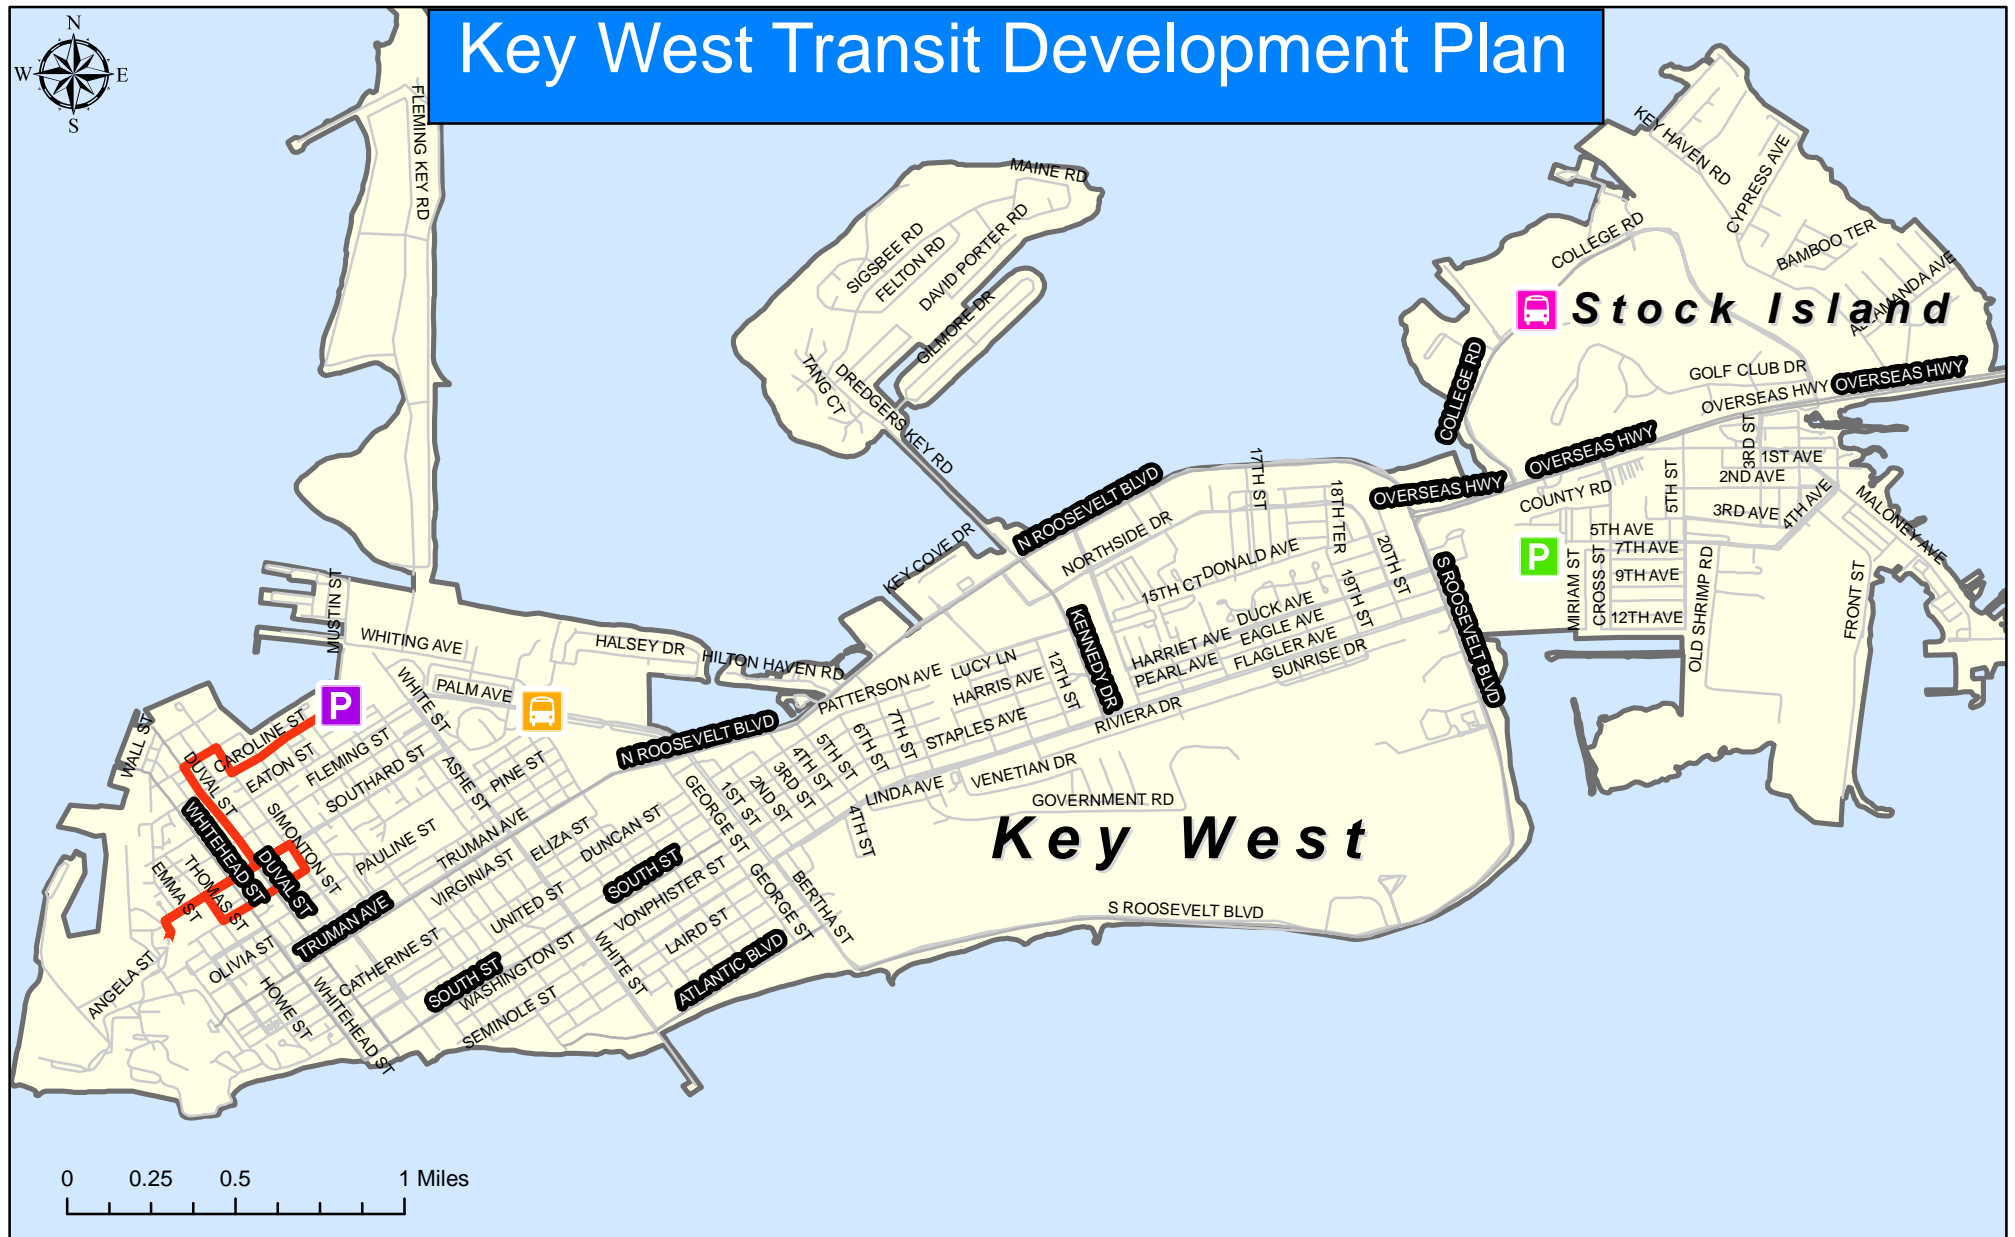 Key West Transit Development Plan
N
W
E
S
FLEMING KEY RD
MAINE RD
SIGSBEE RD
FELTON RD
DAVID PORTER RD
GILMORE DR
TANG CT
DREDGERS KEY RD
KEY HAVEN RD
CYPRESS AVE
COLLEGE RD
BAMBOO TER
ALLAMANDA AVE
Stock Island
COLLEGE RD
GOLF CLUB DR
OVERSEAS HWY
OVERSEAS HWY
OVERSEAS HWY
OVERSEAS HWY
3RD ST
1ST AVE
2ND AVE
5TH ST
COUNTY RD
3RD AVE
4TH AVE
MALONEY AVE
5TH AVE
7TH AVE
9TH AVE
12TH AVE
MIRIAM ST
CROSS ST
OLD SHRIMP RD
FRONT ST
P
N ROOSEVELT BLVD
17TH ST
18TH TER
NORTHSIDE DR
KEY COVE DR
DONALD AVE
15TH CT
20TH ST
19TH ST
S ROOSEVELT BLVD
DUCK AVE
EAGLE AVE
HARRIET AVE
PEARL AVE
FLAGLER AVE
SUNRISE DR
KENNEDY DR
RIVIERA DR
12TH ST
LUCY LN
HARRIS AVE
STAPLES AVE
PATTERSON AVE
7TH ST
6TH ST
5TH ST
4TH ST
3RD ST
2ND ST
1ST ST
LINDA AVE
VENETIAN DR
GOVERNMENT RD
4TH ST
Key West
S ROOSEVELT BLVD
MUSTIN ST
WHITING AVE
HALSEY DR
HILTON HAVEN RD
PALM AVE
WHITE ST
N ROOSEVELT BLVD
P
WALL ST
CAROLINE ST
DUVAL ST
EATON ST
FLEMING ST
SOUTHARD ST
SIMONTON ST
ASHE ST
PINE ST
GEORGE ST
WHITEHEAD ST
DUVAL ST
PAULINE ST
TRUMAN AVE
ELIZA ST
DUNCAN ST
VIRGINIA ST
UNITED ST
SOUTH ST
VONPHISTER ST
GEORGE ST
BERTHA ST
THOMAS ST
EMMA ST
TRUMAN AVE
LAIRD ST
WHITE ST
ATLANTIC BLVD
ANGELA ST
OLIVIA ST
HOWE ST
CATHERINE ST
SOUTH ST
WASHINGTON ST
SEMINOLE ST
WHITEHEAD ST
0 0.25 0.5 1 Miles